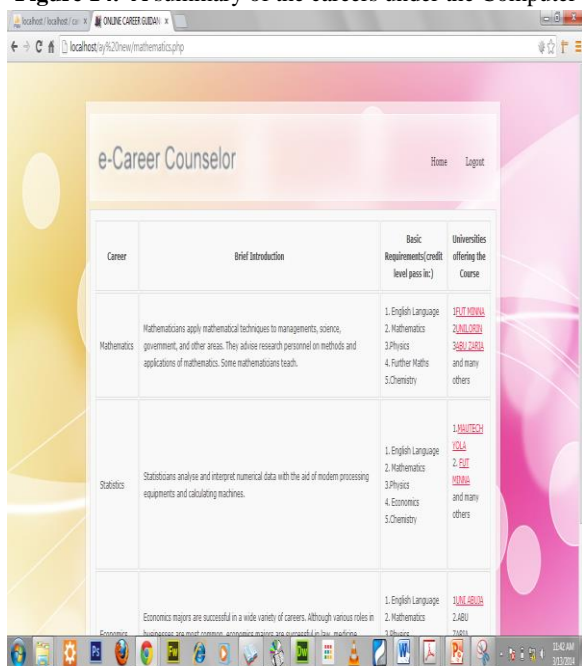 Figure 14: A summary of the careers under the Computer
localhost / localhost / car
ONLINE CAREER GUIDAN
localhost/ay%20new/mathematics.php
e-Career Counselor
Home Logout
Career
Brief Introduction
Basic
Requirements(credit
level pass in:)
Universities
offering the
Course
Mathematics
Mathematicians apply mathematical techniques to managements, science,
government, and other areas. They advise research personnel on methods and
applications of mathematics. Some mathematicians teach.
1. English Language
2. Mathematics
3.Physics
4. Further Maths
5.Chemistry
1FUT MINNA
2UNILORIN
3ABU ZARIA
and many
others
Statistics
Statisticians analyse and interpret numerical data with the aid of modern processing
equipments and calculating machines.
1. English Language
2. Mathematics
3.Physics
4. Economics
5.Chemistry
1.MAUTECH
YOLA
2. FUT
MINNA
and many
others
Economics
Economics majors are successful in a wide variety of careers. Although various roles in
businesses are most common, economics majors are successful in law, medicine,
1. English Language
2. Mathematics
3.Physics
1UNI ABUJA
2.ABU
ZARIA
11:42 AM